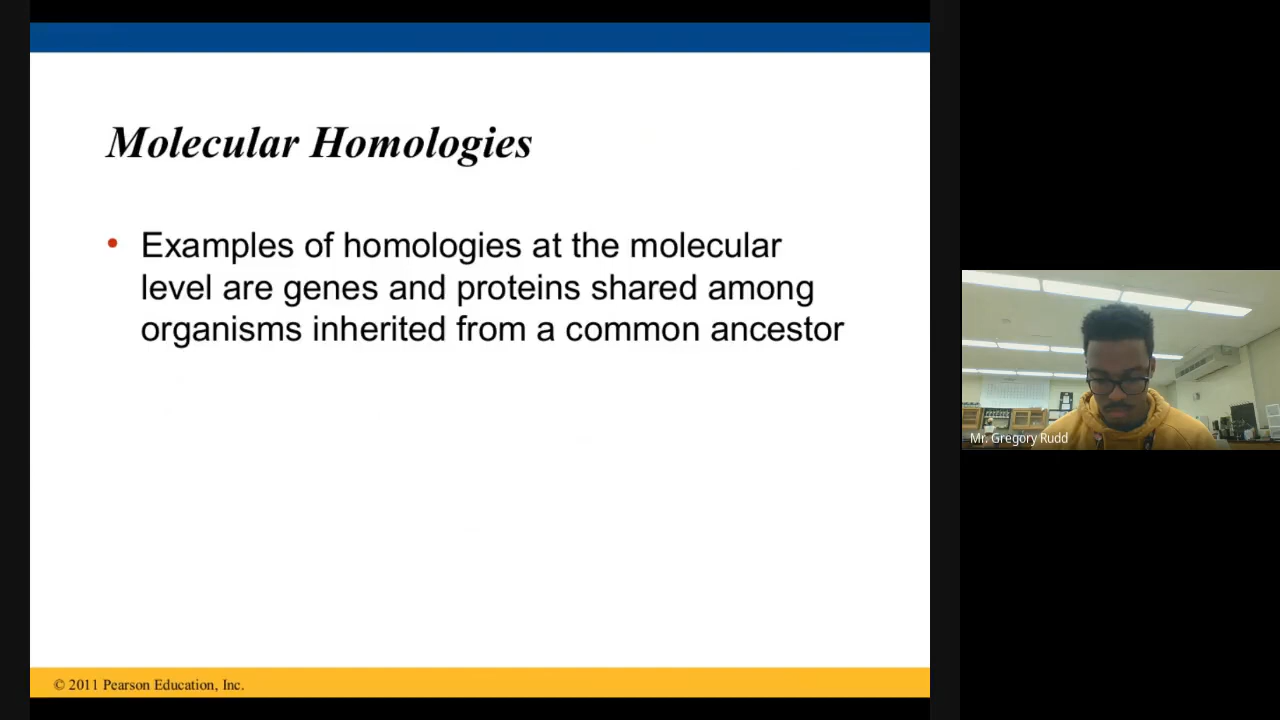 Molecular Homologies
• Examples of homologies at the molecular
level are genes and proteins shared among
organisms inherited from a common ancestor
© 2011 Pearson Education, Inc.
Mr. Gregory Rudd